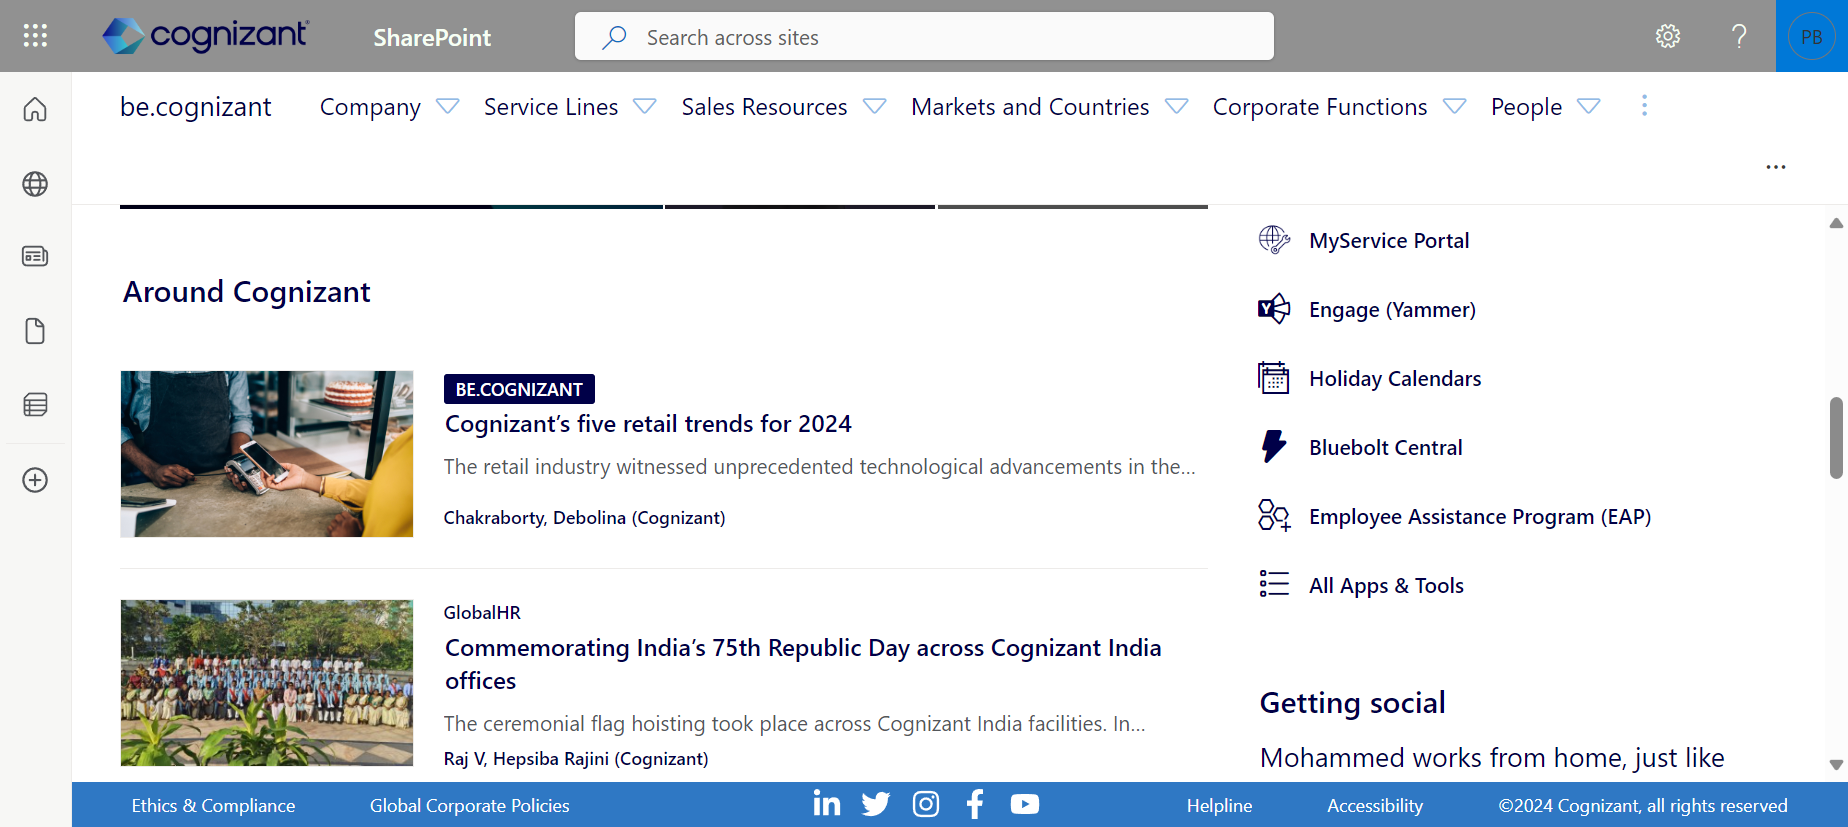 cognizant
SharePoint
Search across sites
?
PB
be.cognizant
Company
Service Lines
Sales Resources
Markets and Countries
Corporate Functions
People
...
Around Cognizant
BE.COGNIZANT
Cognizant’s five retail trends for 2024
The retail industry witnessed unprecedented technological advancements in the...
Chakraborty, Debolina (Cognizant)
GlobalHR
Commemorating India’s 75th Republic Day across Cognizant India
offices
The ceremonial flag hoisting took place across Cognizant India facilities. In...
Raj V, Hepsiba Rajini (Cognizant)
MyService Portal
Y
Engage (Yammer)
Holiday Calendars
Bluebolt Central
Employee Assistance Program (EAP)
All Apps & Tools
Getting social
Mohammed works from home, just like
Ethics & Compliance
Global Corporate Policies
in
f
Helpline
Accessibility
©2024 Cognizant, all rights reserved